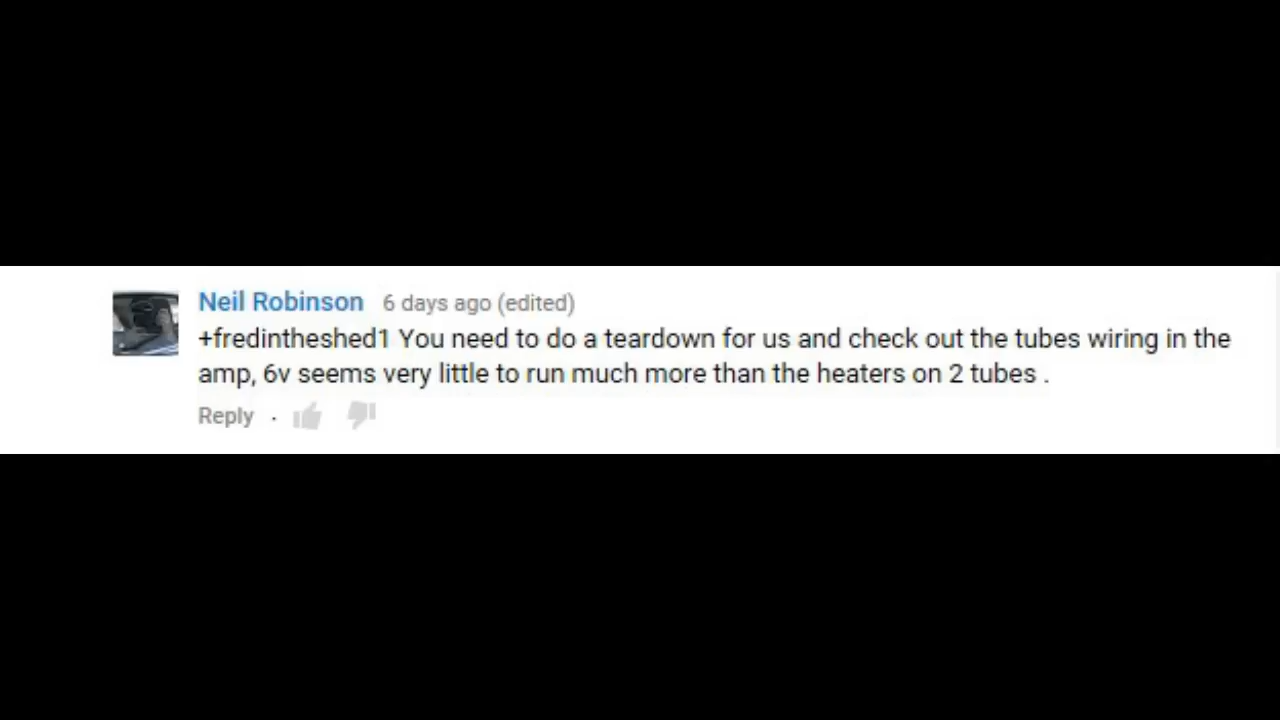 Neil Robinson 6 days ago (edited)
+fredintheshed1 You need to do a teardown for us and check out the tubes wiring in the
amp, 6v seems very little to run much more than the heaters on 2 tubes .
Reply ·